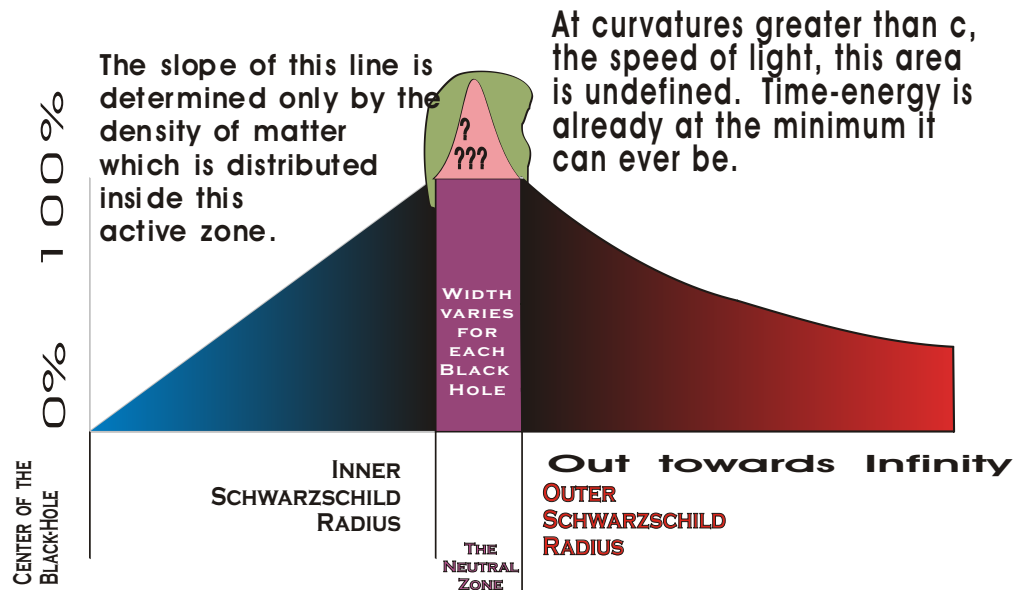 The slope of this line is
determined only by the
density of matter
which is distributed
inside this
active zone.
At curvatures greater than c,
the speed of light, this area
is undefined. Time-energy is
already at the minimum it
can ever be.
?
???
100%
0%
WIDTH
VARIES
FOR
EACH
BLACK
HOLE
CENTER OF THE
BLACK-HOLE
INNER
SCHWARZSCHILD
RADIUS
THE
NEUTRAL
ZONE
Out towards Infinity
OUTER
SCHWARZSCHILD
RADIUS